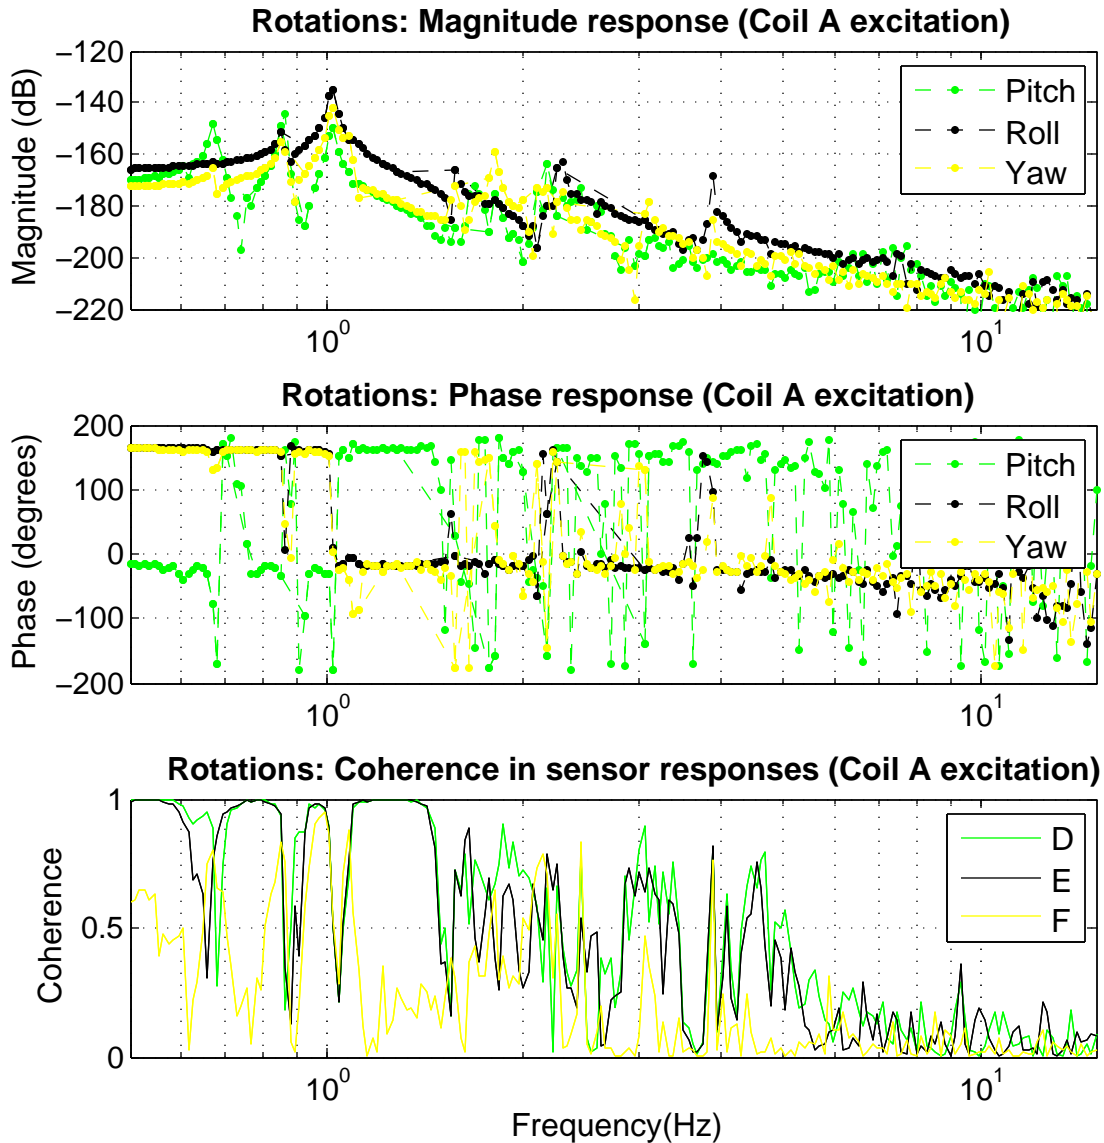 Rotations: Magnitude response (Coil A excitation)
Magnitude (dB)
−120
−140
−160
−180
−200
−220
Pitch
Roll
Yaw
10^0
10^1
Rotations: Phase response (Coil A excitation)
Phase (degrees)
200
100
0
−100
−200
Pitch
Roll
Yaw
10^0
10^1
Rotations: Coherence in sensor responses (Coil A excitation)
Coherence
1
0.5
0
D
E
F
10^0
10^1
Frequency(Hz)